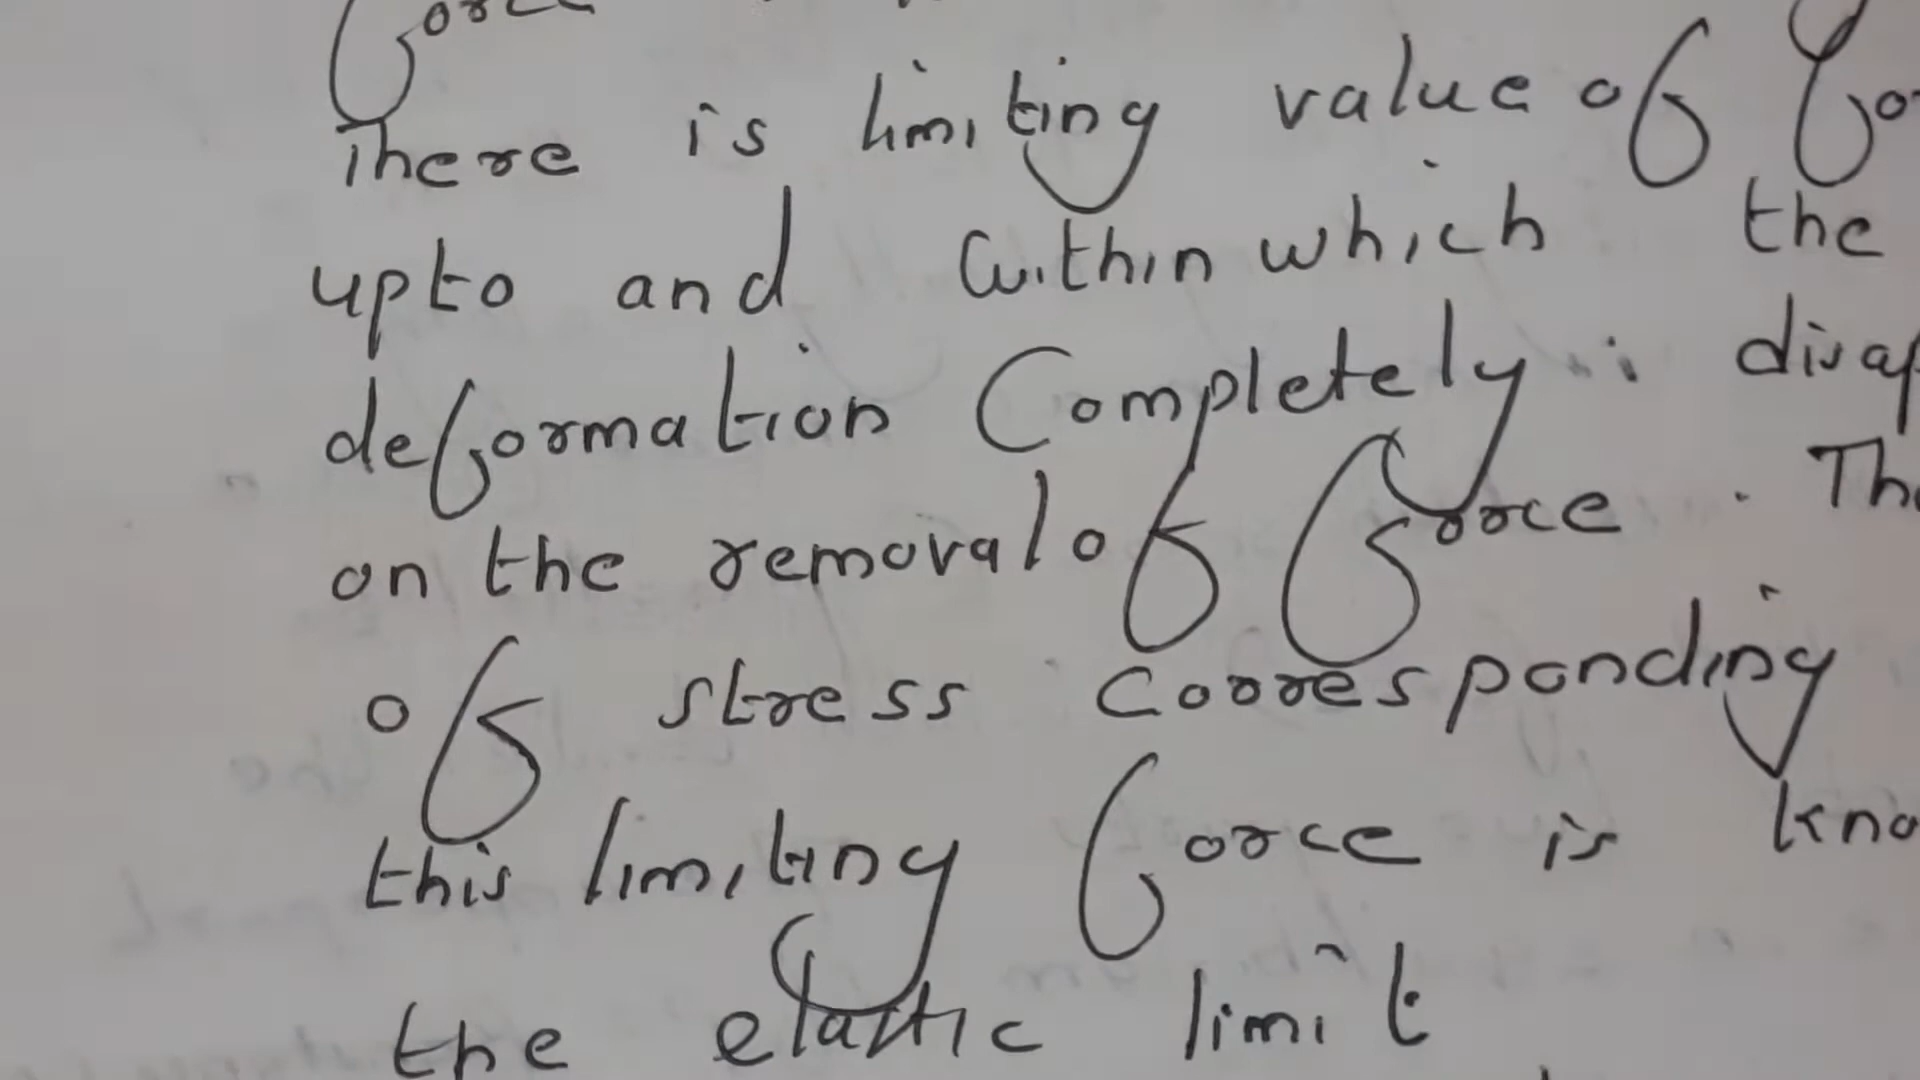 force
There is limiting value of
upto and within which the
deformation Completely
on the removal of force.
of stress corresponding
this limiting force is
the elastic limit